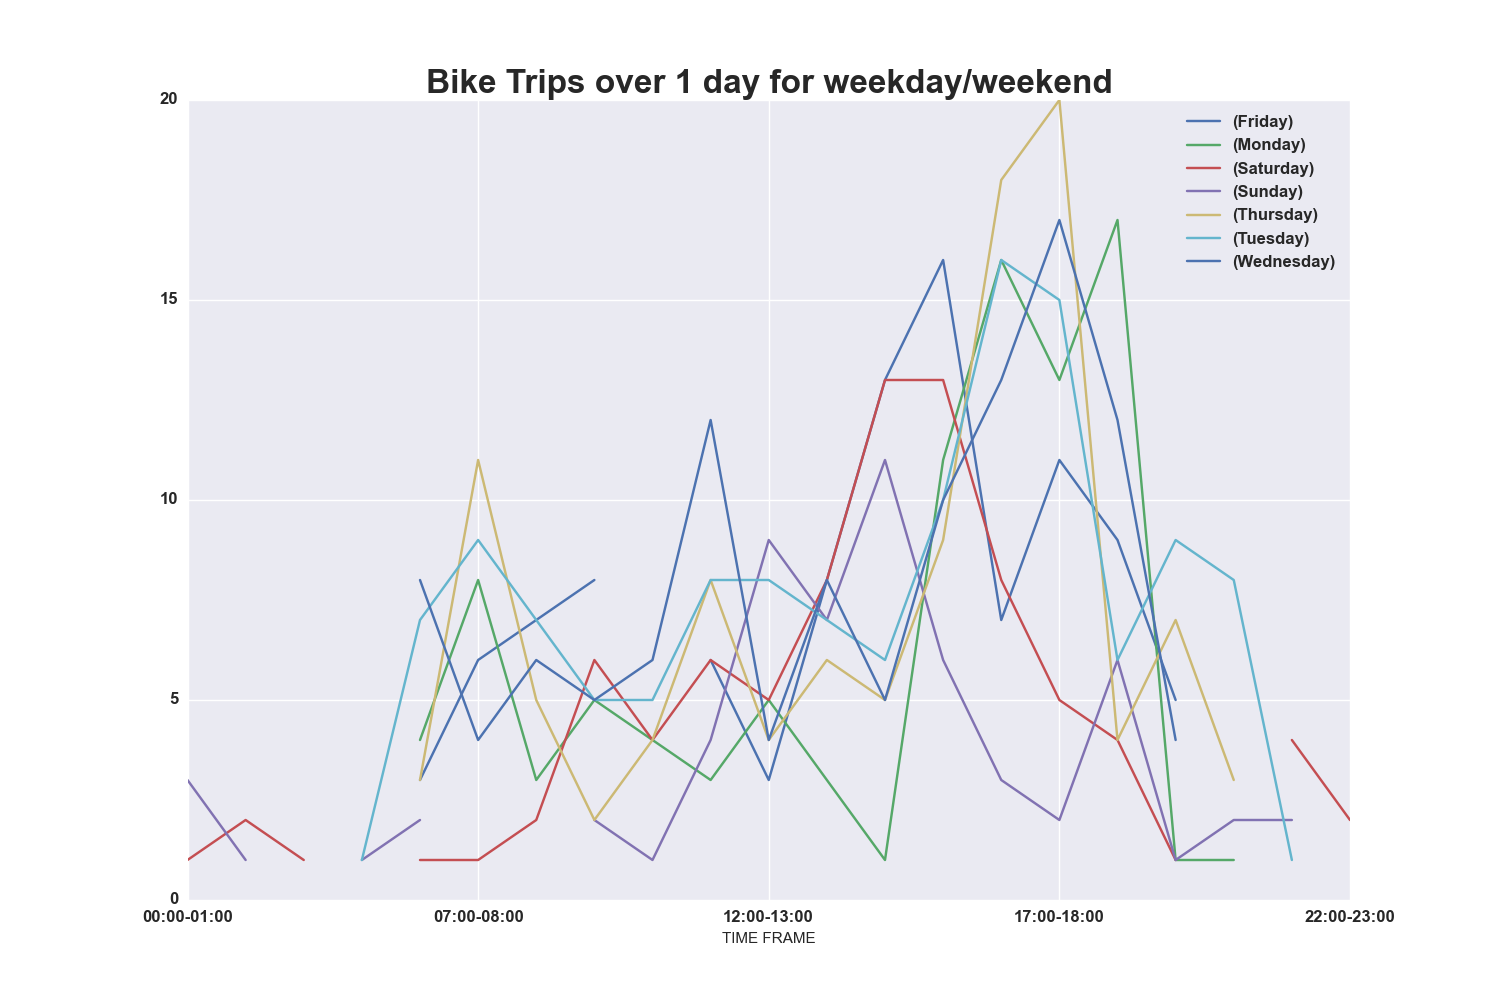 Bike Trips over 1 day for weekday/weekend
20
15
10
5
0
(Friday)
(Monday)
(Saturday)
(Sunday)
(Thursday)
(Tuesday)
(Wednesday)
00:00-01:00 07:00-08:00 12:00-13:00 17:00-18:00 22:00-23:00
TIME FRAME